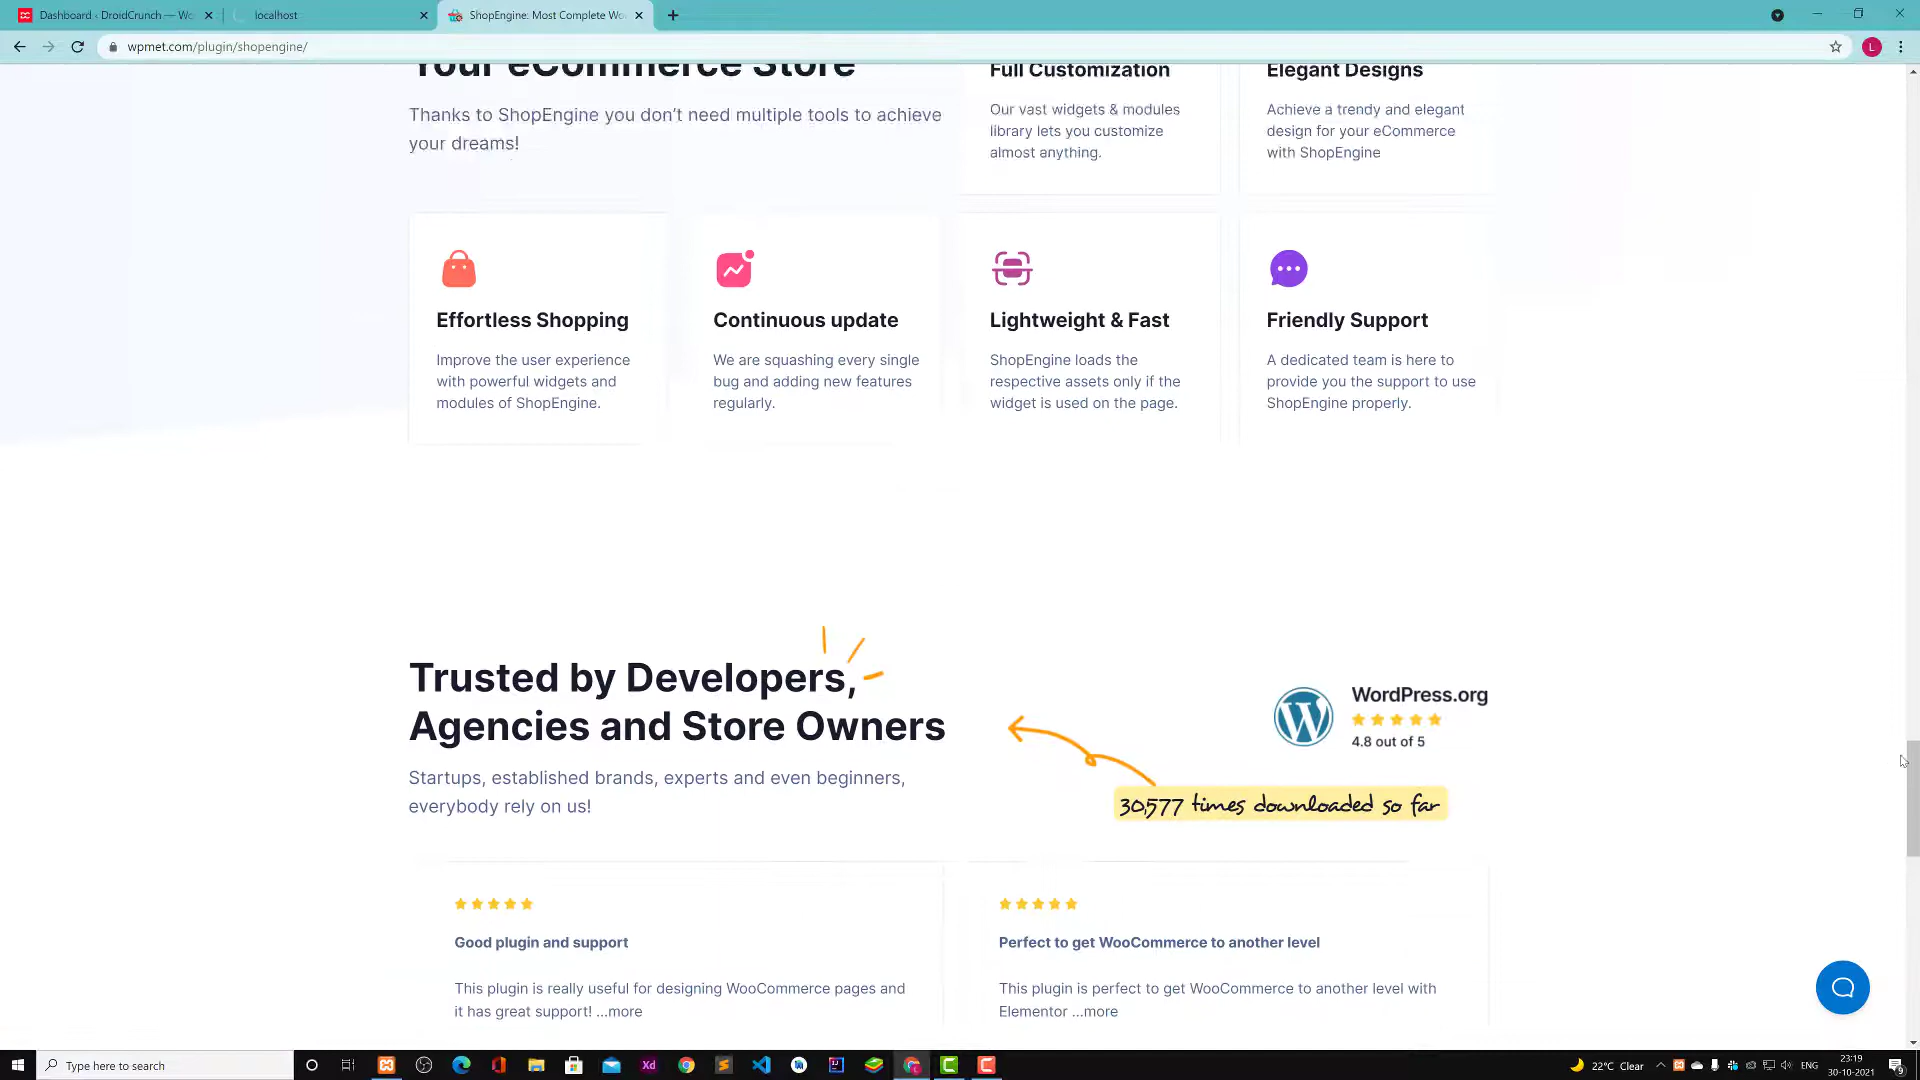 Dashboard ‹ DroidCrunch — Wo
localhost
ShopEngine: Most Complete Wo
wpmet.com/plugin/shopengine/
L
Your eCommerce Store
Thanks to ShopEngine you don't need multiple tools to achieve
your dreams!
Full Customization
Our vast widgets & modules
library lets you customize
almost anything.
Elegant Designs
Achieve a trendy and elegant
design for your eCommerce
with ShopEngine
Effortless Shopping
Improve the user experience
with powerful widgets and
modules of ShopEngine.
Continuous update
We are squashing every single
bug and adding new features
regularly.
Lightweight & Fast
ShopEngine loads the
respective assets only if the
widget is used on the page.
Friendly Support
A dedicated team is here to
provide you the support to use
ShopEngine properly.
Trusted by Developers,
Agencies and Store Owners
Startups, established brands, experts and even beginners,
everybody rely on us!
WordPress.org
4.8 out of 5
30,577 times downloaded so far
Good plugin and support
This plugin is really useful for designing WooCommerce pages and
it has great support! ...more
Perfect to get WooCommerce to another level
This plugin is perfect to get WooCommerce to another level with
Elementor ...more
Type here to search
Xd
22°C Clear
ENG
23:19
30-10-2021
9